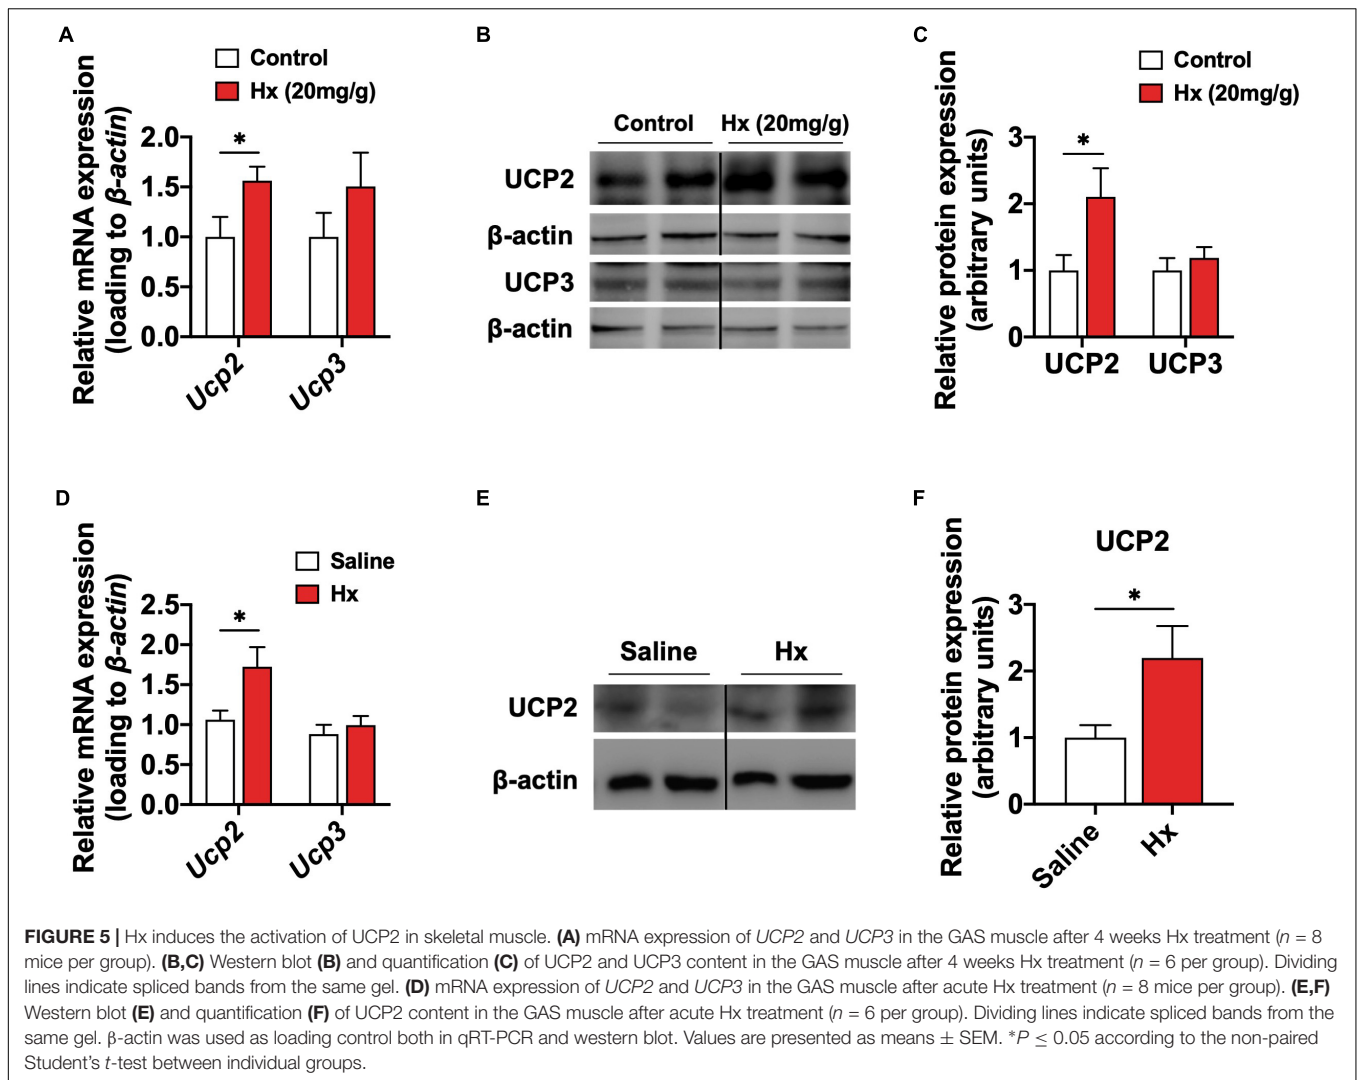 A
Control
Hx (20mg/g)
Relative mRNA expression
(loading to β-actin)
2.0
1.5
1.0
0.5
0.0
*
Ucp2
Ucp3
B
Control
Hx (20mg/g)
UCP2
β-actin
UCP3
β-actin
C
Control
Hx (20mg/g)
Relative protein expression
(arbitrary units)
3
2
1
0
*
UCP2
UCP3
D
Saline
Hx
Relative mRNA expression
(loading to β-actin)
2.5
2.0
1.5
1.0
0.5
0.0
*
Ucp2
Ucp3
E
Saline
Hx
UCP2
β-actin
F
UCP2
Relative protein expression
(arbitrary units)
3
2
1
0
*
Saline
Hx
FIGURE 5 | Hx induces the activation of UCP2 in skeletal muscle. (A) mRNA expression of UCP2 and UCP3 in the GAS muscle after 4 weeks Hx treatment (n = 8
mice per group). (B,C) Western blot (B) and quantification (C) of UCP2 and UCP3 content in the GAS muscle after 4 weeks Hx treatment (n = 6 per group). Dividing
lines indicate spliced bands from the same gel. (D) mRNA expression of UCP2 and UCP3 in the GAS muscle after acute Hx treatment (n = 8 mice per group). (E,F)
Western blot (E) and quantification (F) of UCP2 content in the GAS muscle after acute Hx treatment (n = 6 per group). Dividing lines indicate spliced bands from the
same gel. β-actin was used as loading control both in qRT-PCR and western blot. Values are presented as means ± SEM. *P ≤ 0.05 according to the non-paired
Student's t-test between individual groups.